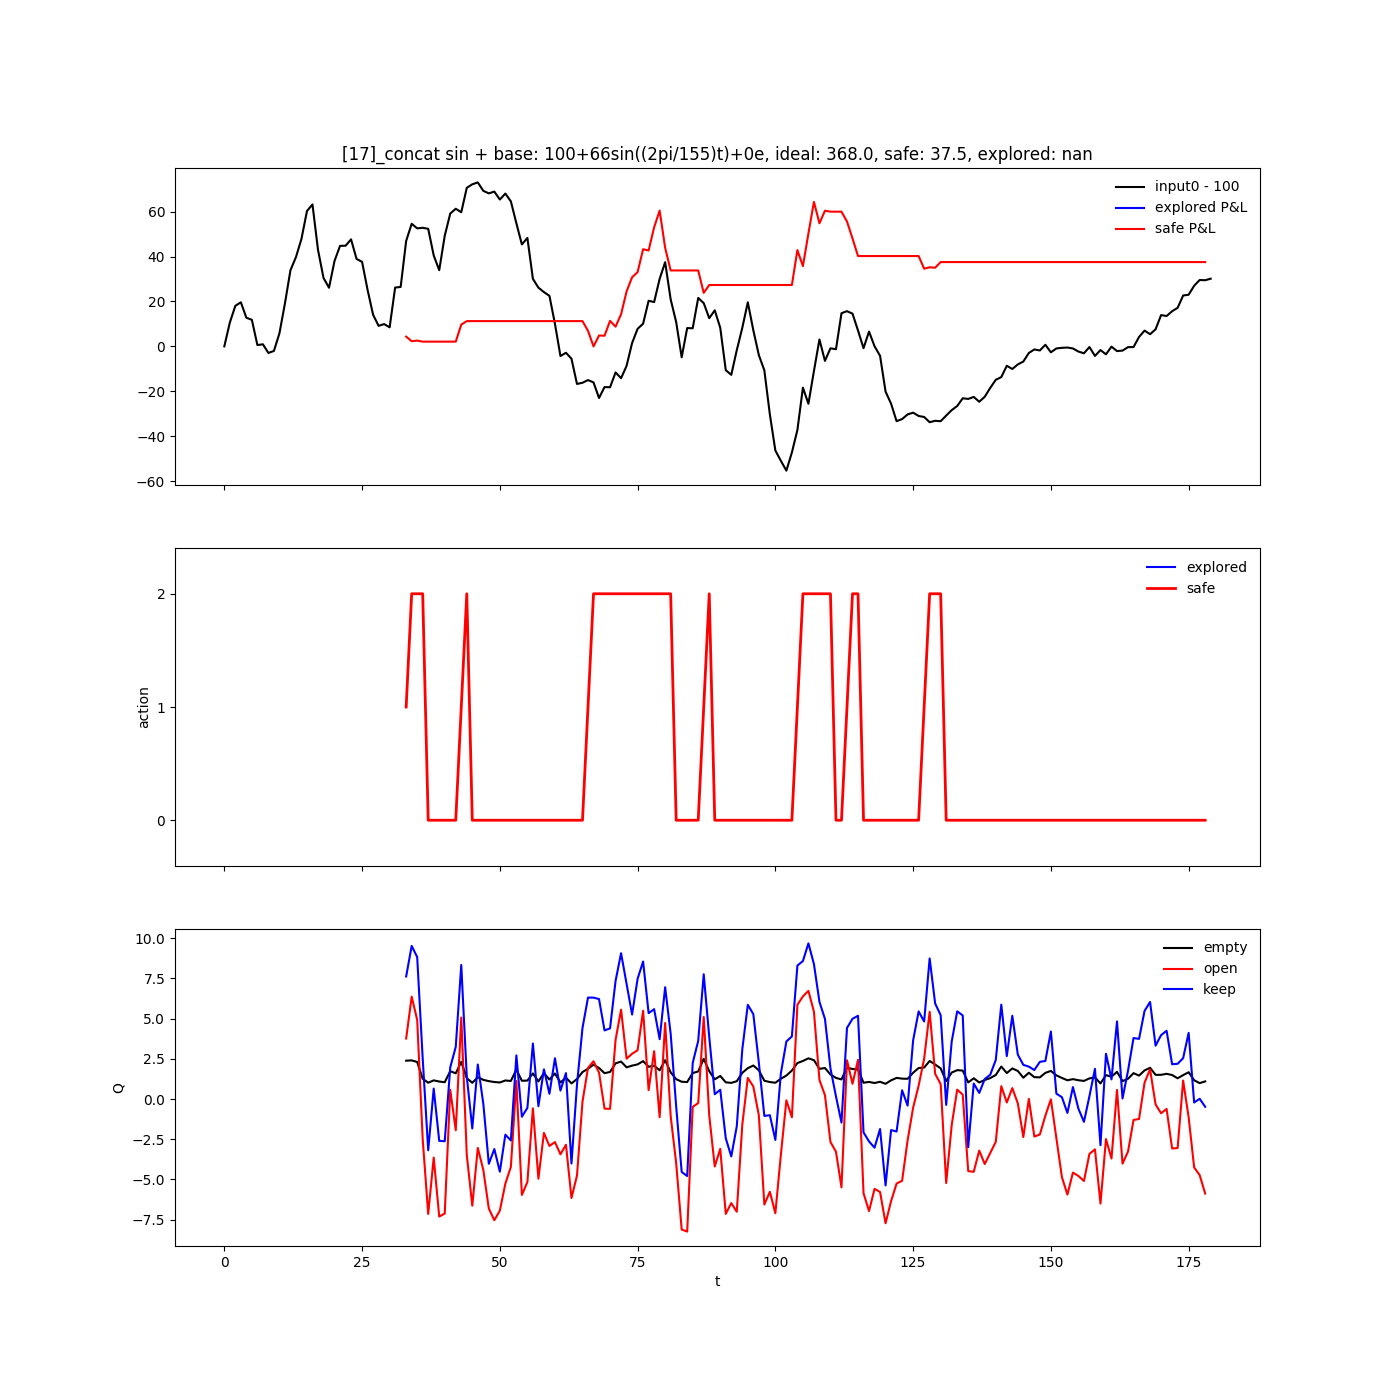 [17]_concat sin + base: 100+66sin((2pi/155)t)+0e, ideal: 368.0, safe: 37.5, explored: nan
input0 - 100
explored P&L
safe P&L
60
40
20
0
−20
−40
−60
explored
safe
2
1
0
action
empty
open
keep
10.0
7.5
5.0
2.5
0.0
−2.5
−5.0
−7.5
Q
0 25 50 75 100 125 150 175
t